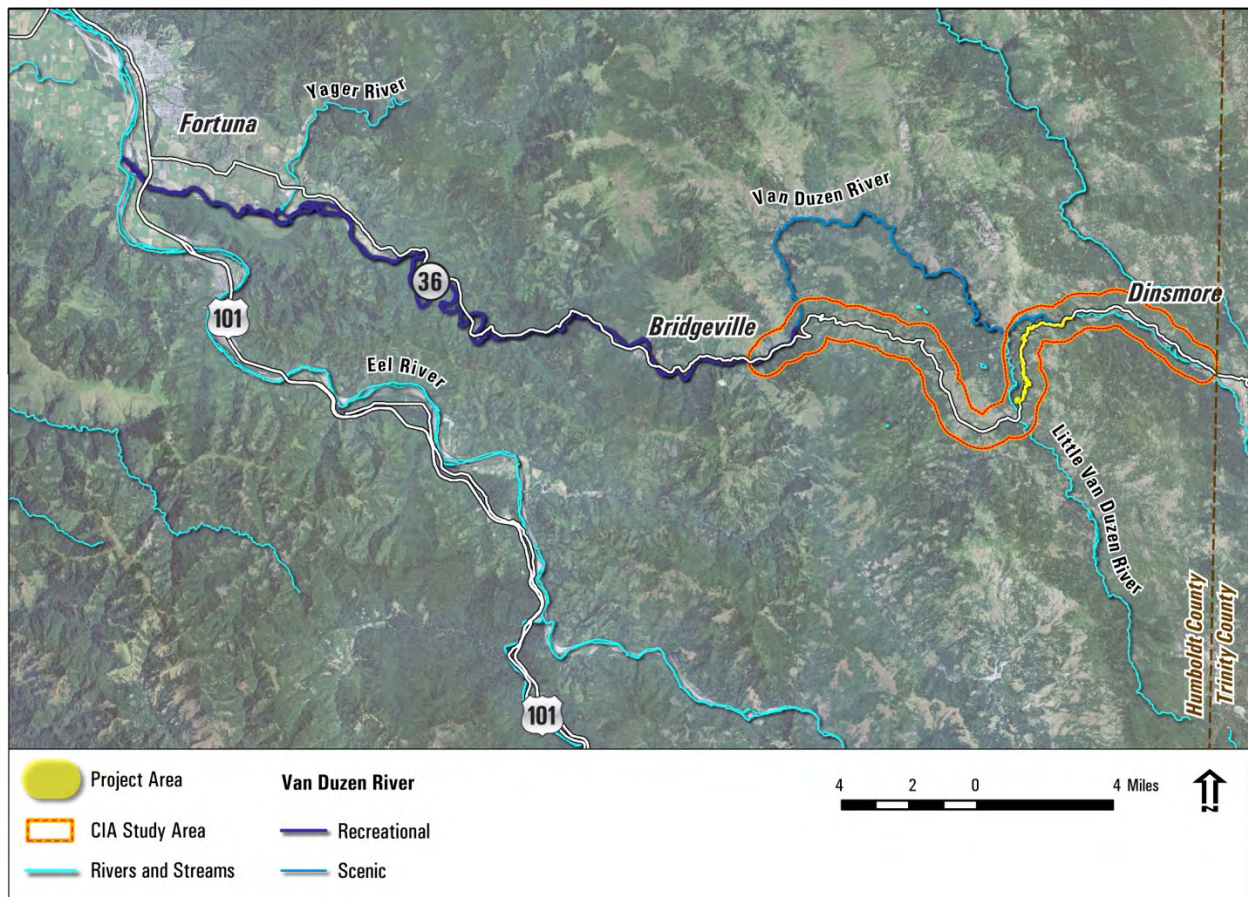 Yager River
Fortuna
Van Duzen River
36
Dinsmore
101
Bridgeville
Eel River
Little Van Duzen River
Humboldt County
Trinity County
101
Project Area
CIA Study Area
Rivers and Streams
Van Duzen River
Recreational
Scenic
4 2 0 4 Miles
N